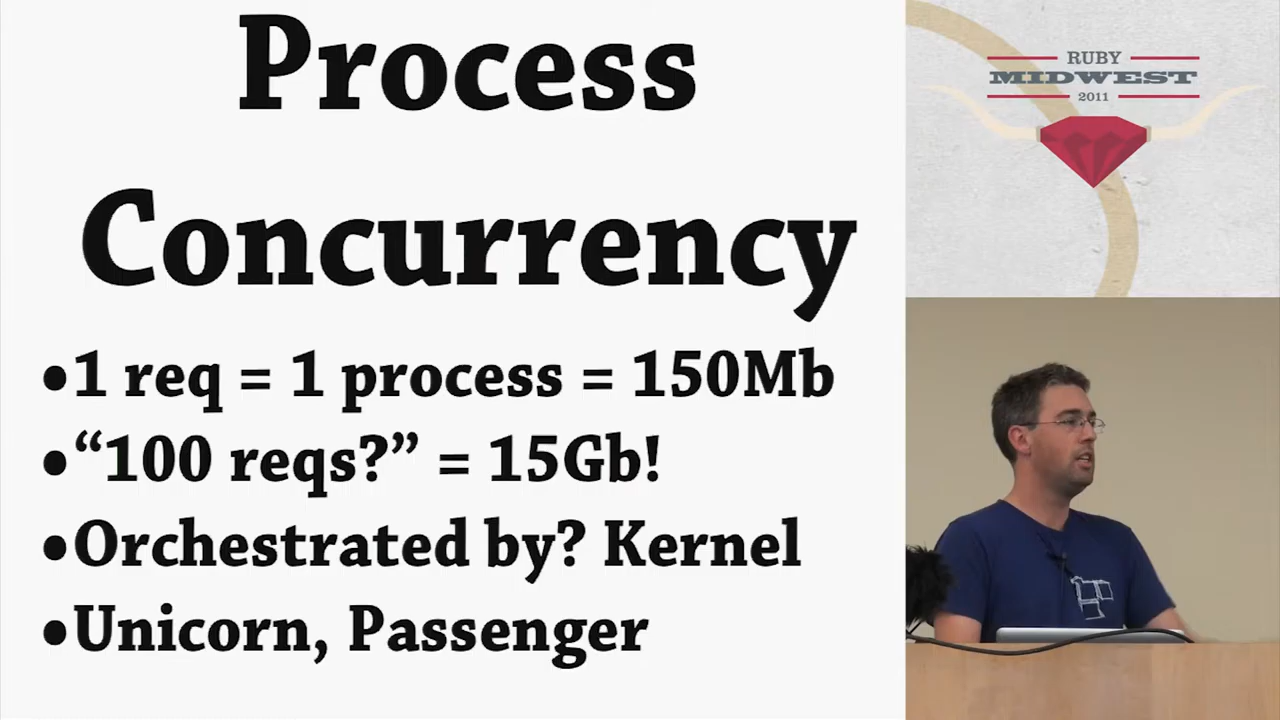 Process
Concurrency
•1 req = 1 process = 150Mb
•“100 reqs?” = 15Gb!
•Orchestrated by? Kernel
•Unicorn, Passenger
RUBY
MIDWEST
2011